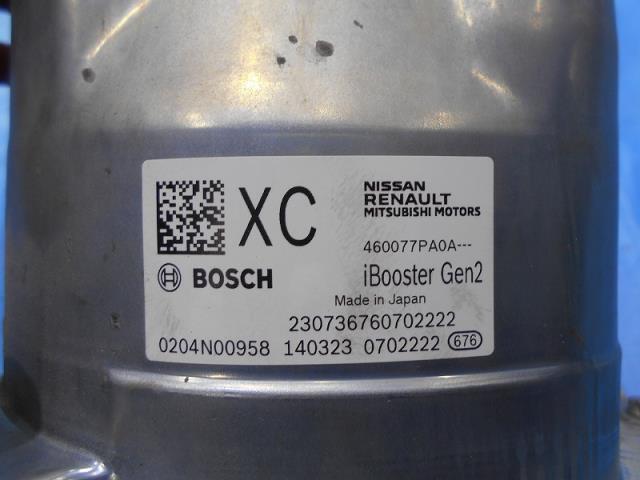 XC
NISSAN
RENAULT
MITSUBISHI MOTORS
460077PA0A---
BOSCH
iBooster Gen2
Made in Japan
230736760702222
0204N00958 140323 0702222 676